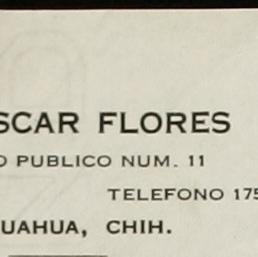 SCAR FLORES
O PUBLICO NUM. 11
TELEFONO 175
UAHUA, CHIH.